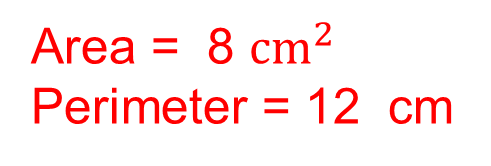 Area = 8 cm²
Perimeter = 12 cm